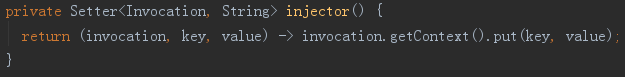 private Setter<Invocation, String> injector() {
  return (invocation, key, value) -> invocation.getContext().put(key, value);
}